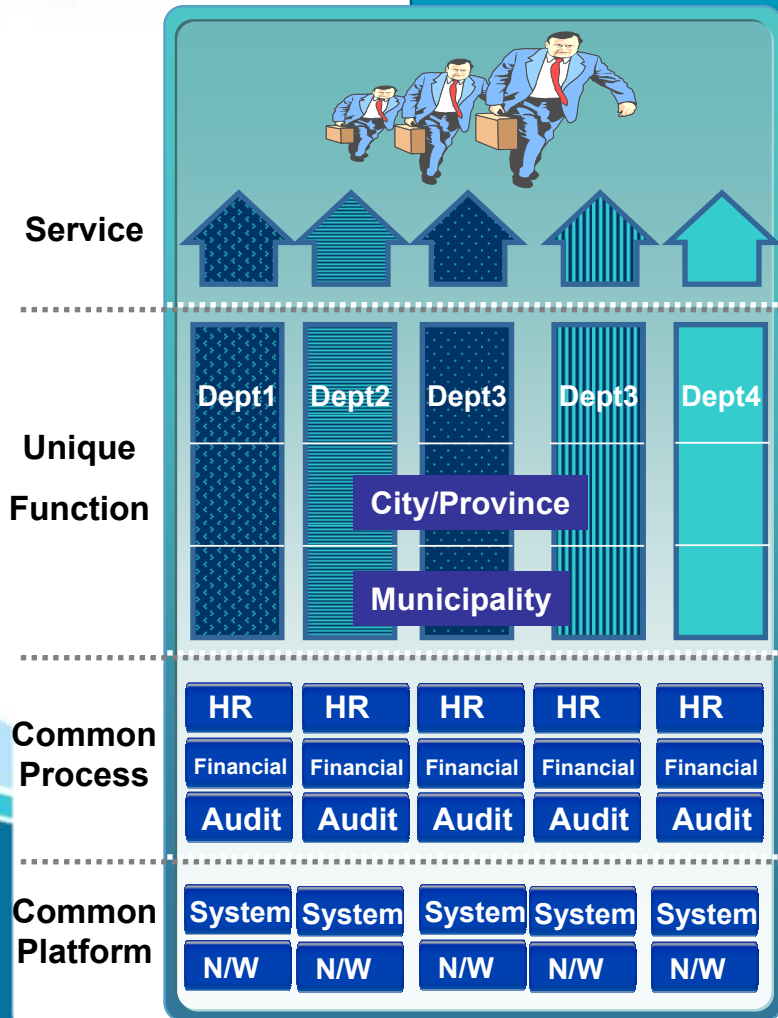 Service
Dept1 Dept2 Dept3 Dept3 Dept4
Unique
Function
City/Province
Municipality
Common
Process
HR HR HR HR HR
Financial Financial Financial Financial Financial
Audit Audit Audit Audit Audit
Common
Platform
System System System System System
N/W N/W N/W N/W N/W